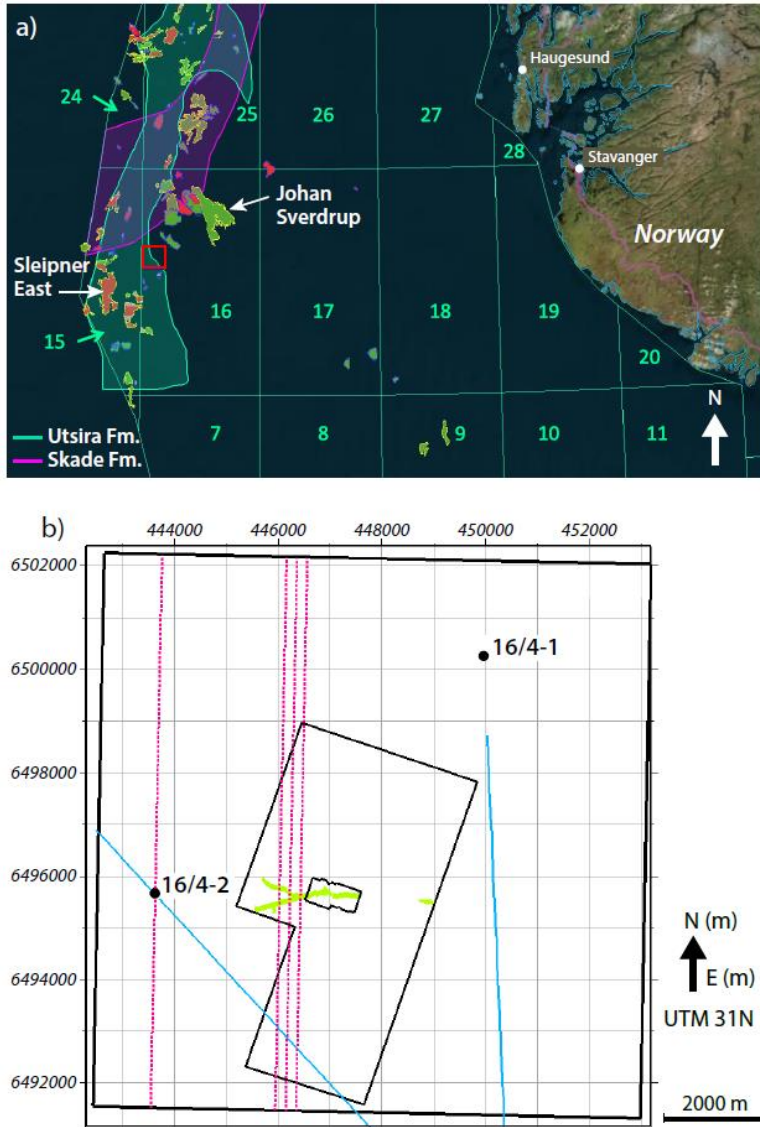 a)
Haugesund
24
25
26
27
28
Stavanger
Johan
Sverdrup
Norway
Sleipner
East
16
17
18
19
15
20
N
7
8
9
10
11
Utsira Fm.
Skade Fm.
b)
444000
446000
448000
450000
452000
6502000
16/4-1
6500000
6498000
6496000
16/4-2
6494000
N (m)
E (m)
UTM 31N
6492000
2000 m